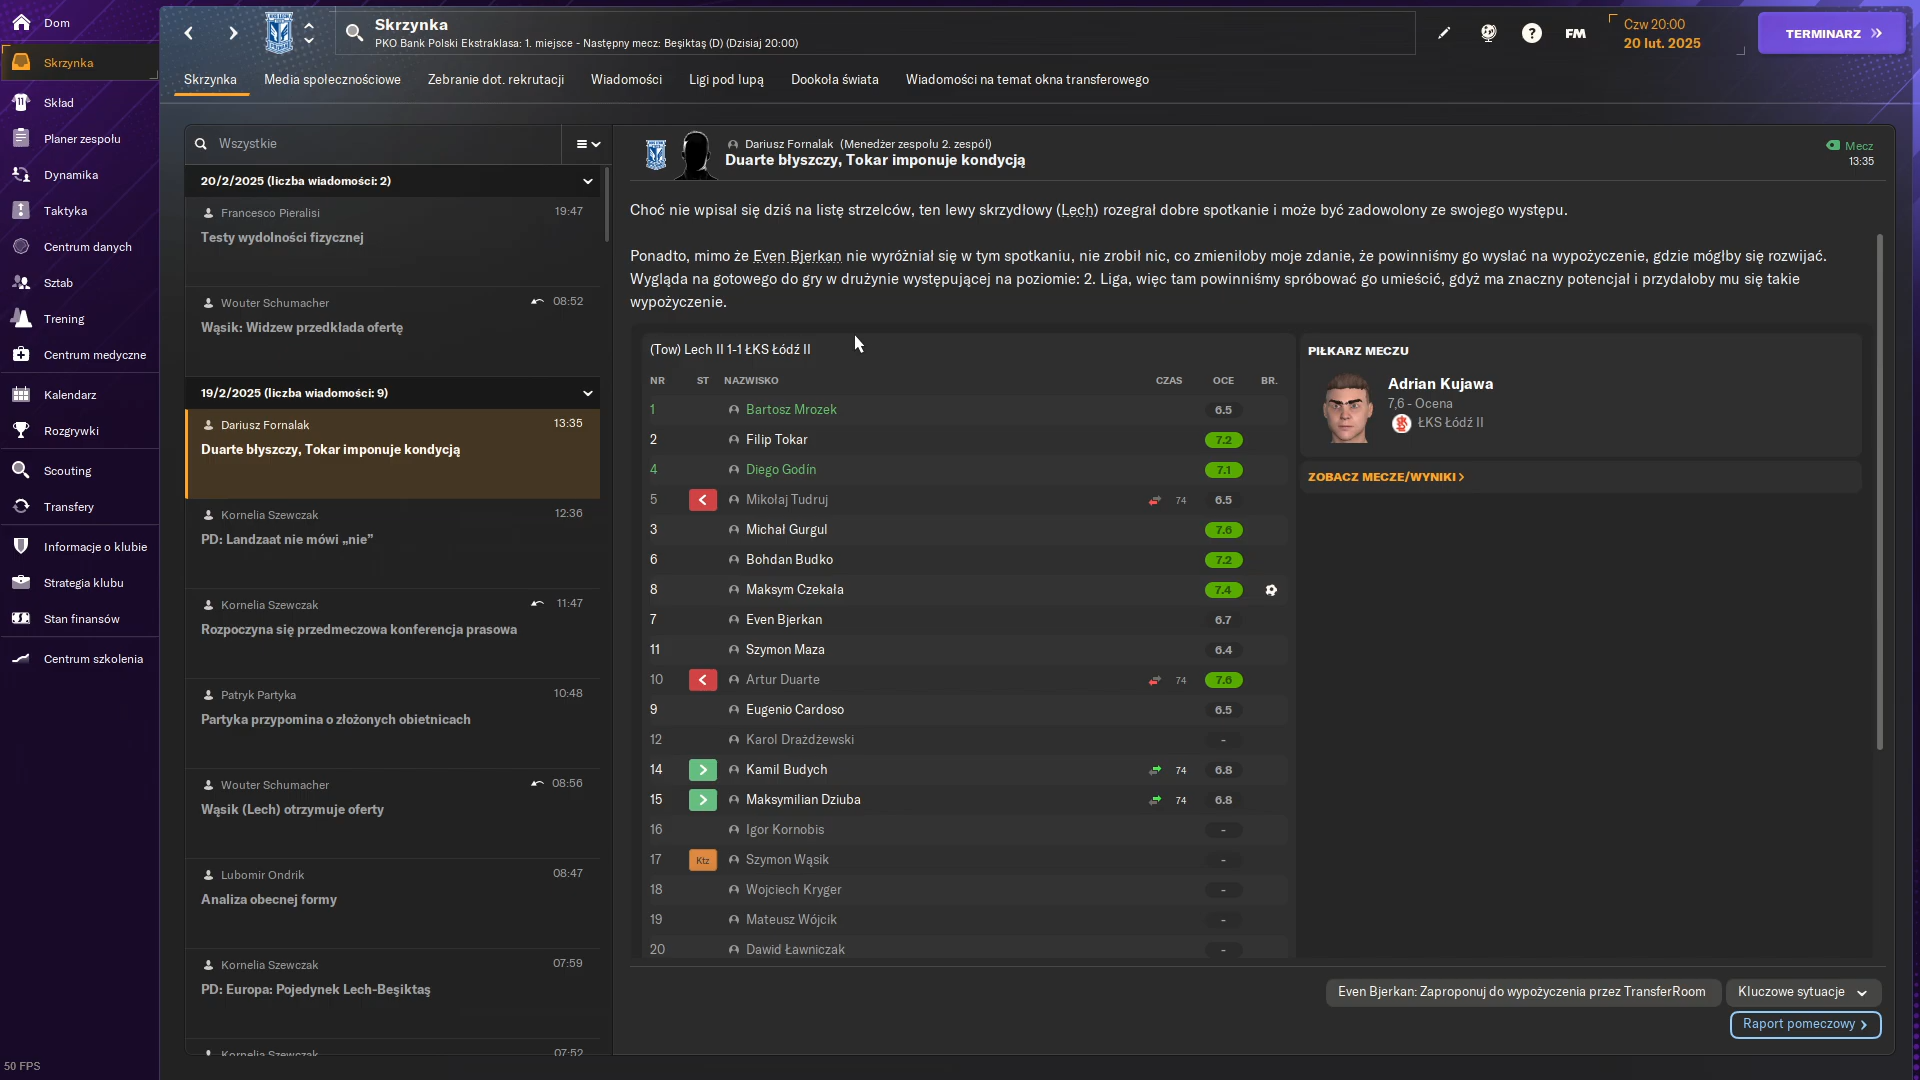 Dom
Skrzynka
Skład
Planer zespołu
Dynamika
Taktyka
Centrum danych
Sztab
Trening
Centrum medyczne
Kalendarz
Rozgrywki
Scouting
Transfery
Informacje o klubie
Strategia klubu
Stan finansów
Centrum szkolenia
50 FPS
Skrzynka
PKO Bank Polski Ekstraklasa: 1. miejsce - Następny mecz: Beşiktaş (D) (Dzisiaj 20:00)
FM
Czw 20:00
20 lut. 2025
TERMINARZ
Skrzynka Media społecznościowe Zebranie dot. rekrutacji Wiadomości Ligi pod lupą Dookoła świata Wiadomości na temat okna transferowego
Wszystkie
20/2/2025 (liczba wiadomości: 2)
Francesco Pieralisi 19:47
Testy wydolności fizycznej
Wouter Schumacher 08:52
Wąsik: Widzew przedkłada ofertę
19/2/2025 (liczba wiadomości: 9)
Dariusz Fornalak 13:35
Duarte błyszczy, Tokar imponuje kondycją
Kornelia Szewczak 12:36
PD: Landzaat nie mówi „nie”
Kornelia Szewczak 11:47
Rozpoczyna się przedmeczowa konferencja prasowa
Patryk Partyka 10:48
Partyka przypomina o złożonych obietnicach
Wouter Schumacher 08:56
Wąsik (Lech) otrzymuje oferty
Lubomir Ondrik 08:47
Analiza obecnej formy
Kornelia Szewczak 07:59
PD: Europa: Pojedynek Lech-Beşiktaş
Kornelia Szewczak 07:52
Dariusz Fornalak (Menedżer zespołu 2. zespół)
Duarte błyszczy, Tokar imponuje kondycją
Mecz
13:35
Choć nie wpisał się dziś na listę strzelców, ten lewy skrzydłowy (Lech) rozegrał dobre spotkanie i może być zadowolony ze swojego występu.
Ponadto, mimo że Even Bjerkan nie wyróżniał się w tym spotkaniu, nie zrobił nic, co zmieniłoby moje zdanie, że powinniśmy go wysłać na wypożyczenie, gdzie mógłby się rozwijać.
Wygląda na gotowego do gry w drużynie występującej na poziomie: 2. Liga, więc tam powinniśmy spróbować go umieścić, gdyż ma znaczny potencjał i przydałoby mu się takie
wypożyczenie.
(Tow) Lech II 1-1 ŁKS Łódź II
NR ST NAZWISKO CZAS OCE BR.
1 Bartosz Mrozek 6.5
2 Filip Tokar 7.2
4 Diego Godín 7.1
5 Mikołaj Tudruj 74 6.5
3 Michał Gurgul 7.6
6 Bohdan Budko 7.2
8 Maksym Czekała 7.4
7 Even Bjerkan 6.7
11 Szymon Maza 6.4
10 Artur Duarte 74 7.6
9 Eugenio Cardoso 6.5
12 Karol Drażdżewski -
14 Kamil Budych 74 6.8
15 Maksymilian Dziuba 74 6.8
16 Igor Kornobis -
17 Ktz Szymon Wąsik -
18 Wojciech Kryger -
19 Mateusz Wójcik -
20 Dawid Ławniczak -
PIŁKARZ MECZU
Adrian Kujawa
7,6 - Ocena
ŁKS Łódź II
ZOBACZ MECZE/WYNIKI
Even Bjerkan: Zaproponuj do wypożyczenia przez TransferRoom
Kluczowe sytuacje
Raport pomeczowy